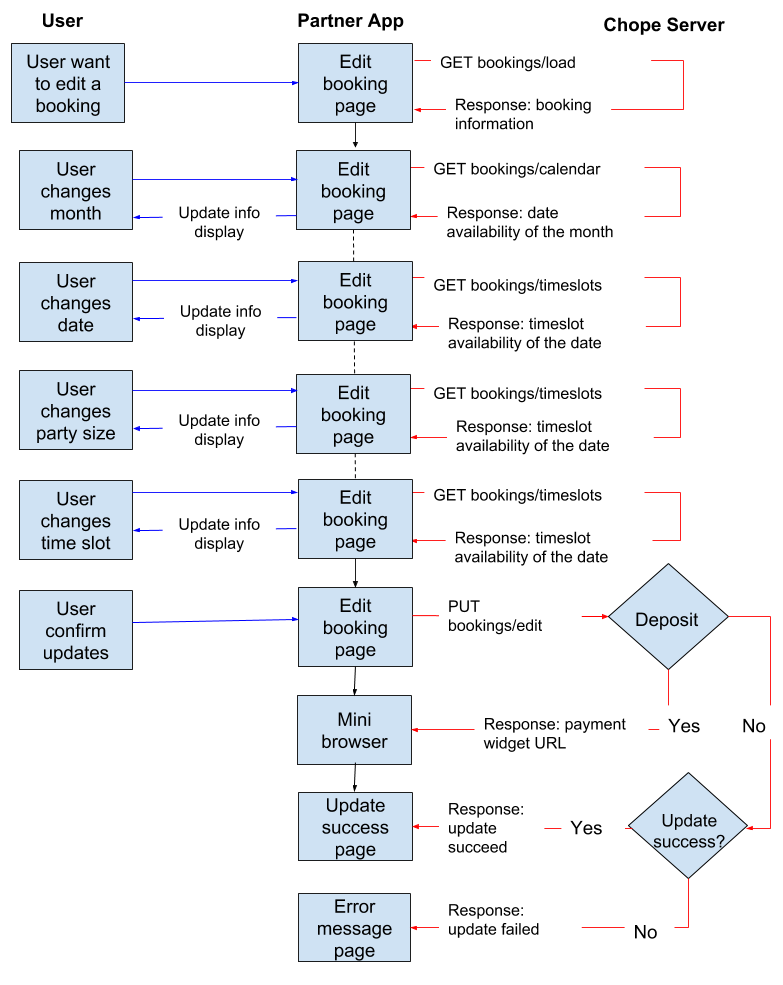 User
Partner App
Chope Server
User want
to edit a
booking
Edit
booking
page
GET bookings/load
Response: booking
information
User
changes
month
Update info
display
Edit
booking
page
GET bookings/calendar
Response: date
availability of the month
User
changes
date
Update info
display
Edit
booking
page
GET bookings/timeslots
Response: timeslot
availability of the date
User
changes
party size
Update info
display
Edit
booking
page
GET bookings/timeslots
Response: timeslot
availability of the date
User
changes
time slot
Update info
display
Edit
booking
page
GET bookings/timeslots
Response: timeslot
availability of the date
User
confirm
updates
Edit
booking
page
PUT
bookings/edit
Deposit
Mini
browser
Response: payment
widget URL
Yes
No
Update
success
page
Response:
update
succeed
Yes
Update
success?
Error
message
page
Response:
update failed
No